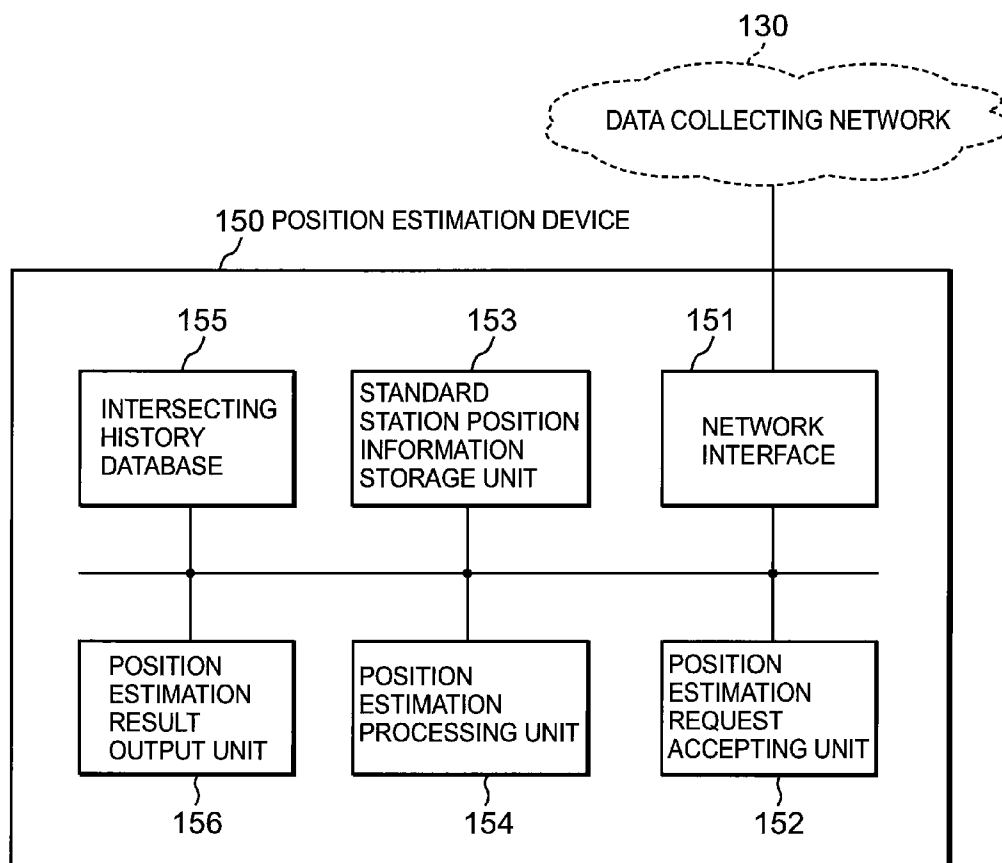 130
DATA COLLECTING NETWORK
150 POSITION ESTIMATION DEVICE
155
INTERSECTING
HISTORY
DATABASE
153
STANDARD
STATION POSITION
INFORMATION
STORAGE UNIT
151
NETWORK
INTERFACE
POSITION
ESTIMATION
RESULT
OUTPUT UNIT
156
POSITION
ESTIMATION
PROCESSING UNIT
154
POSITION
ESTIMATION
REQUEST
ACCEPTING UNIT
152